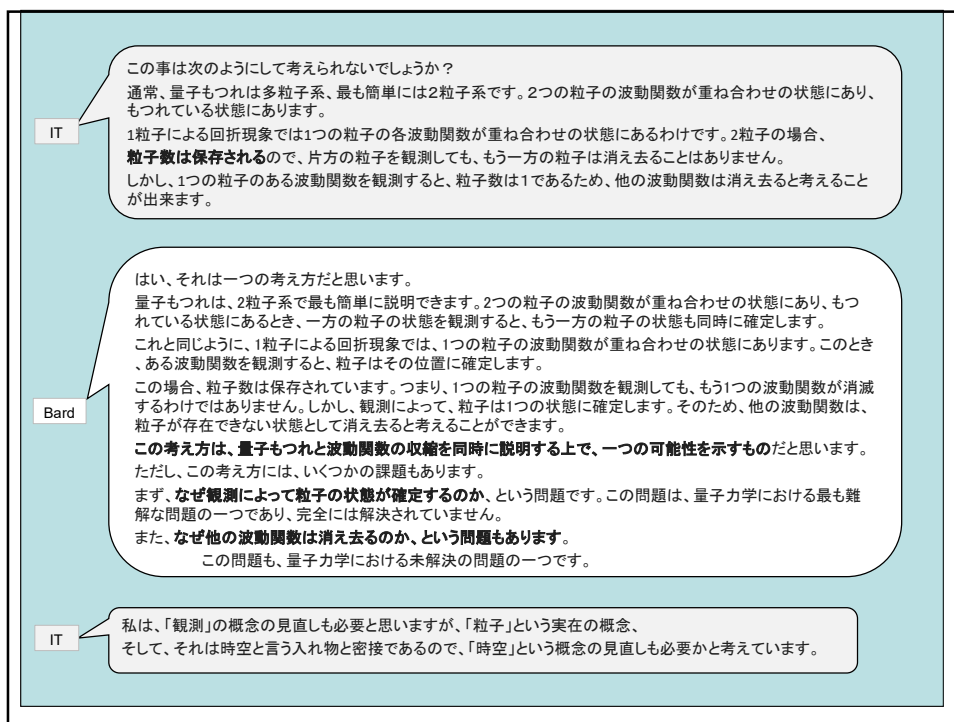 IT
この事は次のようにして考えられないでしょうか？
通常、量子もつれは多粒子系、最も簡単には２粒子系です。２つの粒子の波動関数が重ね合わせの状態にあり、
もつれている状態にあります。
1粒子による回折現象では1つの粒子の各波動関数が重ね合わせの状態にあるわけです。2粒子の場合、
粒子数は保存されるので、片方の粒子を観測しても、もう一方の粒子は消え去ることはありません。
しかし、1つの粒子のある波動関数を観測すると、粒子数は１であるため、他の波動関数は消え去ると考えること
が出来ます。
Bard
はい、それは一つの考え方だと思います。
量子もつれは、2粒子系で最も簡単に説明できます。2つの粒子の波動関数が重ね合わせの状態にあり、もつ
れている状態にあるとき、一方の粒子の状態を観測すると、もう一方の粒子の状態も同時に確定します。
これと同じように、1粒子による回折現象では、1つの粒子の波動関数が重ね合わせの状態にあります。このとき
、ある波動関数を観測すると、粒子はその位置に確定します。
この場合、粒子数は保存されています。つまり、1つの粒子の波動関数を観測しても、もう1つの波動関数が消滅
するわけではありません。しかし、観測によって、粒子は1つの状態に確定します。そのため、他の波動関数は、
粒子が存在できない状態として消え去ると考えることができます。
この考え方は、量子もつれと波動関数の収縮を同時に説明する上で、一つの可能性を示すものだと思います。
ただし、この考え方には、いくつかの課題もあります。
まず、なぜ観測によって粒子の状態が確定するのか、という問題です。この問題は、量子力学における最も難
解な問題の一つであり、完全には解決されていません。
また、なぜ他の波動関数は消え去るのか、という問題もあります。
この問題も、量子力学における未解決の問題の一つです。
IT
私は、「観測」の概念の見直しも必要と思いますが、「粒子」という実在の概念、
そして、それは時空と言う入れ物と密接であるので、「時空」という概念の見直しも必要かと考えています。